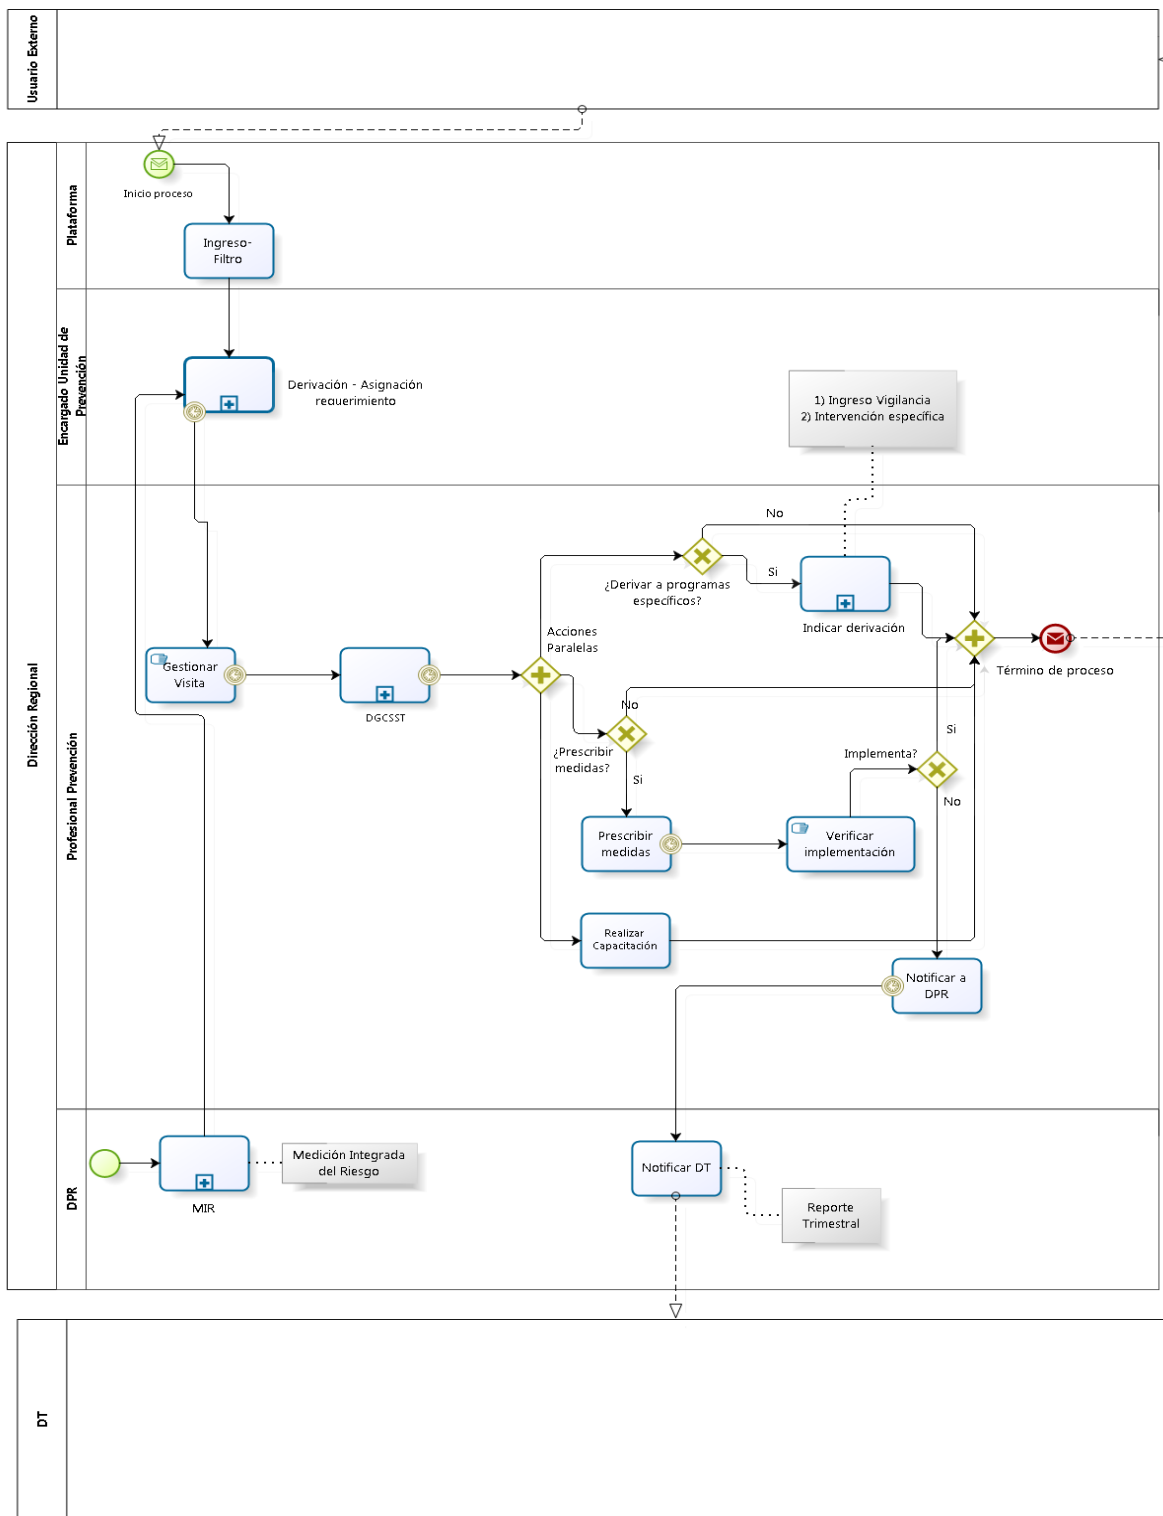 Usuario Externo
Dirección Regional
Plataforma
Inicio proceso
Ingreso-
Filtro
Encargado Unidad de
Prevención
Derivación - Asignación
requerimiento
1) Ingreso Vigilancia
2) Intervención específica
Profesional Prevención
No
¿Derivar a programas
específicos?
Si
Indicar derivación
Acciones
Paralelas
Término de proceso
Gestionar
Visita
DGCSST
No
¿Prescribir
medidas?
Si
Implementa?
Si
No
Prescribir
medidas
Verificar
implementación
Realizar
Capacitación
Notificar a
DPR
DPR
MIR
Medición Integrada
del Riesgo
Notificar DT
Reporte
Trimestral
DT